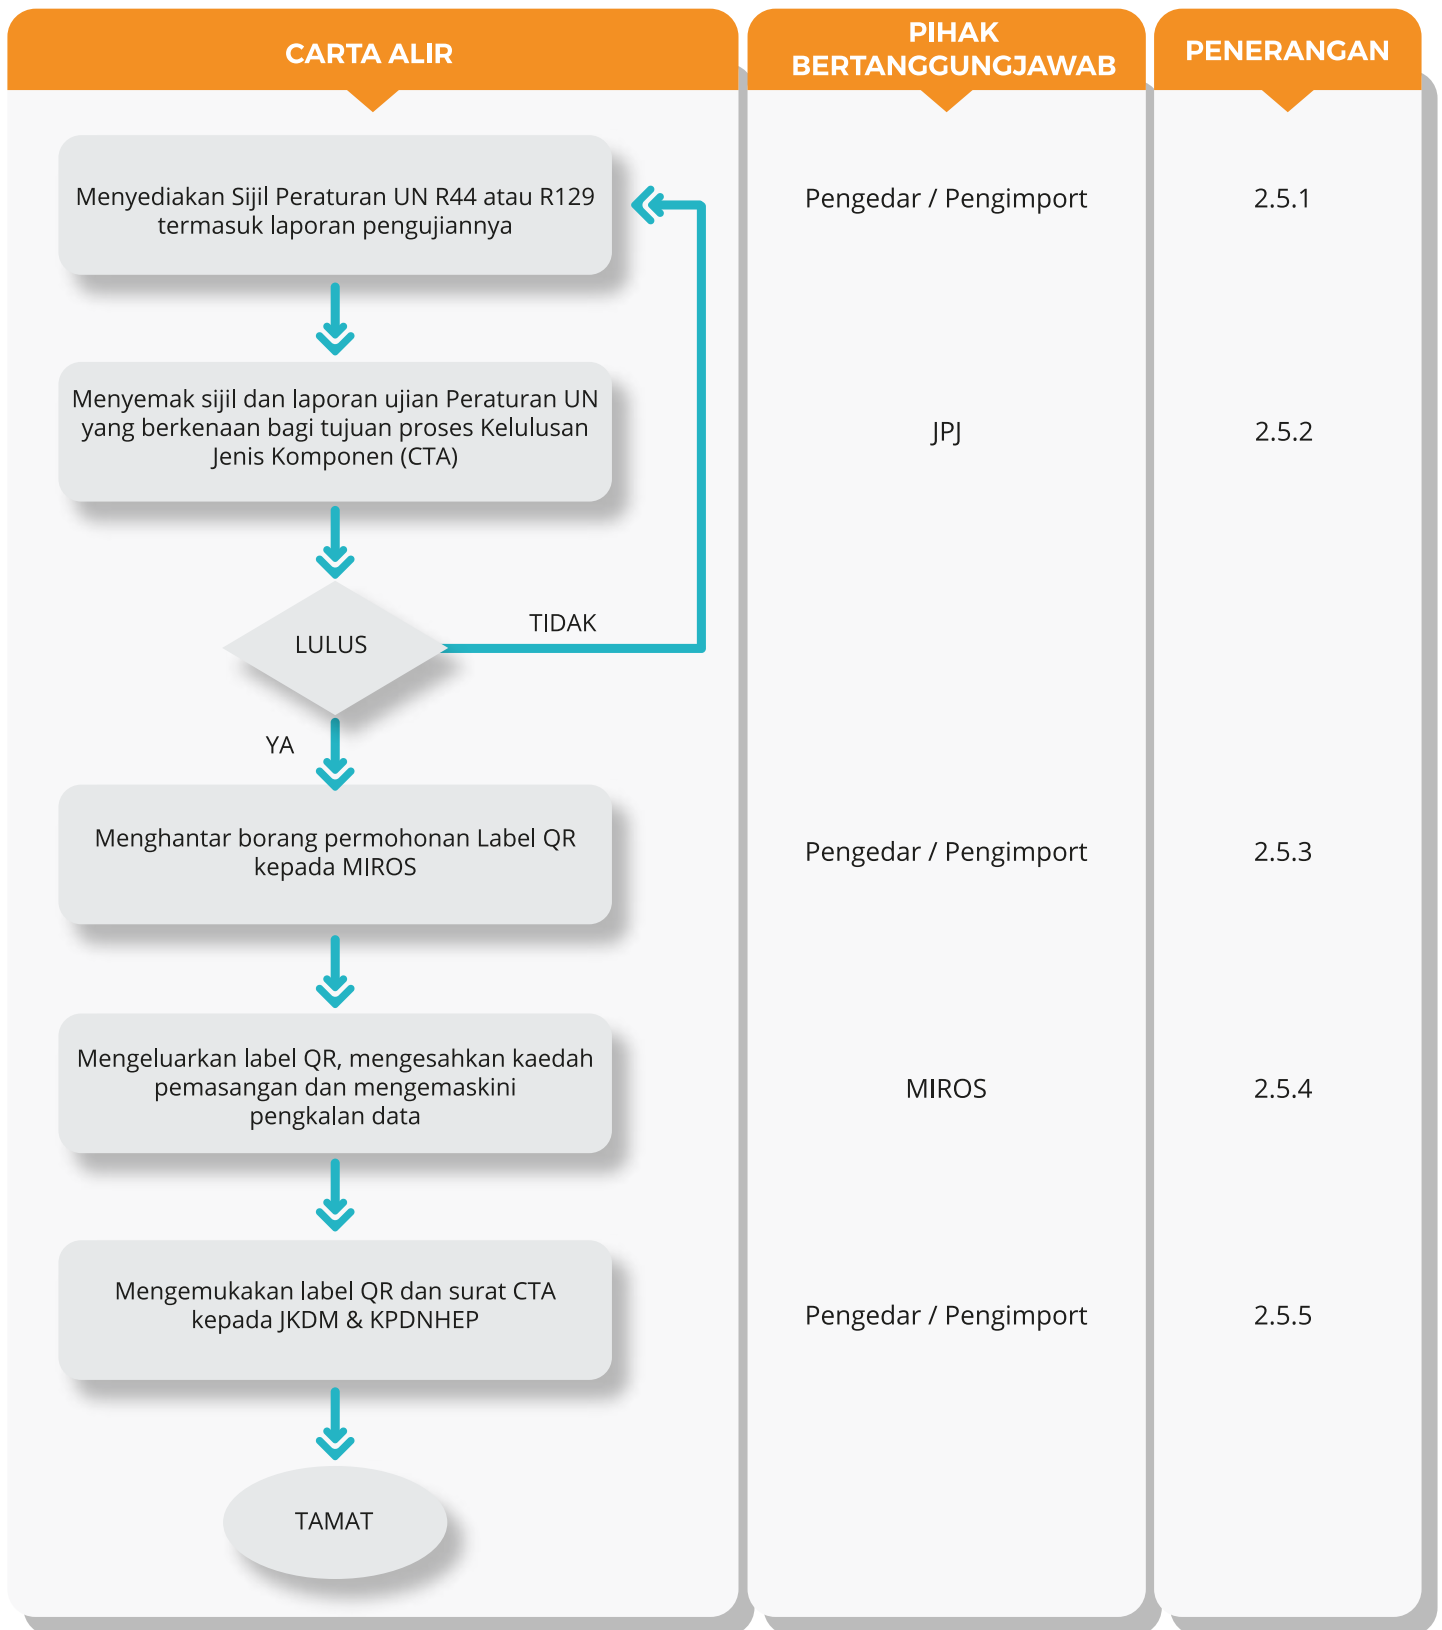 CARTA ALIR
PIHAK
BERTANGGUNGJAWAB
PENERANGAN
Menyediakan Sijil Peraturan UN R44 atau R129
termasuk laporan pengujiannya
Pengedar / Pengimport
2.5.1
Menyemak sijil dan laporan ujian Peraturan UN
yang berkenaan bagi tujuan proses Kelulusan
Jenis Komponen (CTA)
JPJ
2.5.2
LULUS
TIDAK
YA
Menghantar borang permohonan Label QR
kepada MIROS
Pengedar / Pengimport
2.5.3
Mengeluarkan label QR, mengesahkan kaedah
pemasangan dan mengemaskini
pengkalan data
MIROS
2.5.4
Mengemukakan label QR dan surat CTA
kepada JKDM & KPDNHEP
Pengedar / Pengimport
2.5.5
TAMAT